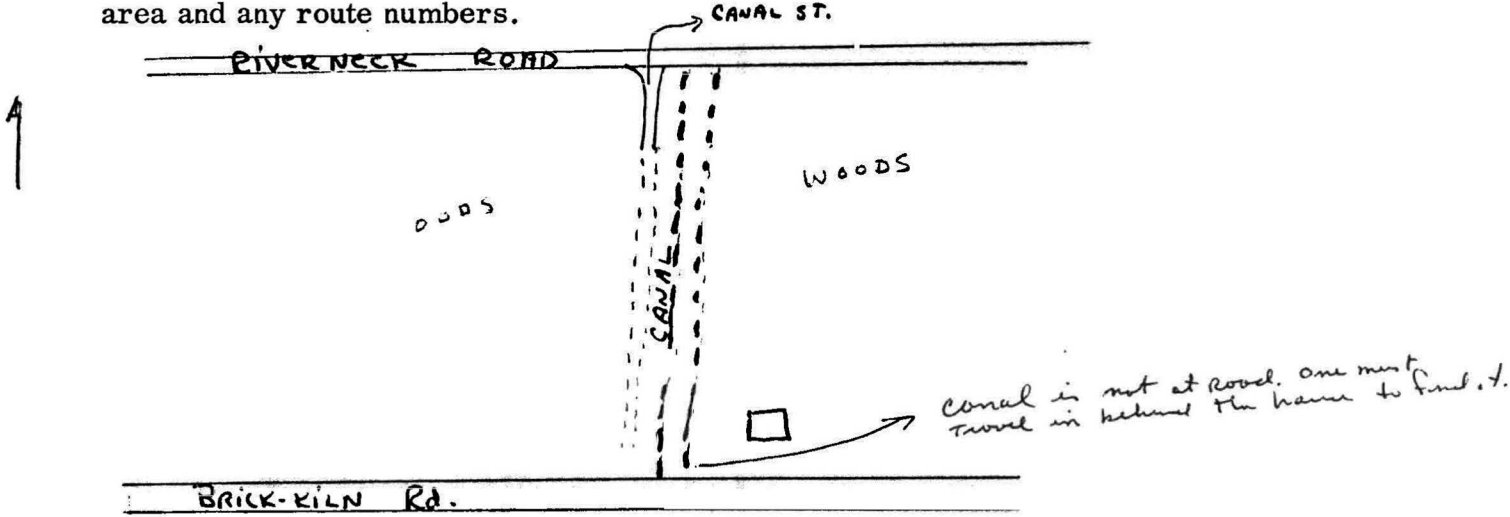 area and any route numbers.
CANAL ST.
RIVERNECK ROAD
WOODS
OODS
CANAL
canal is not at road. One must
travel in behind the house to find it.
BRICK-KILN Rd.